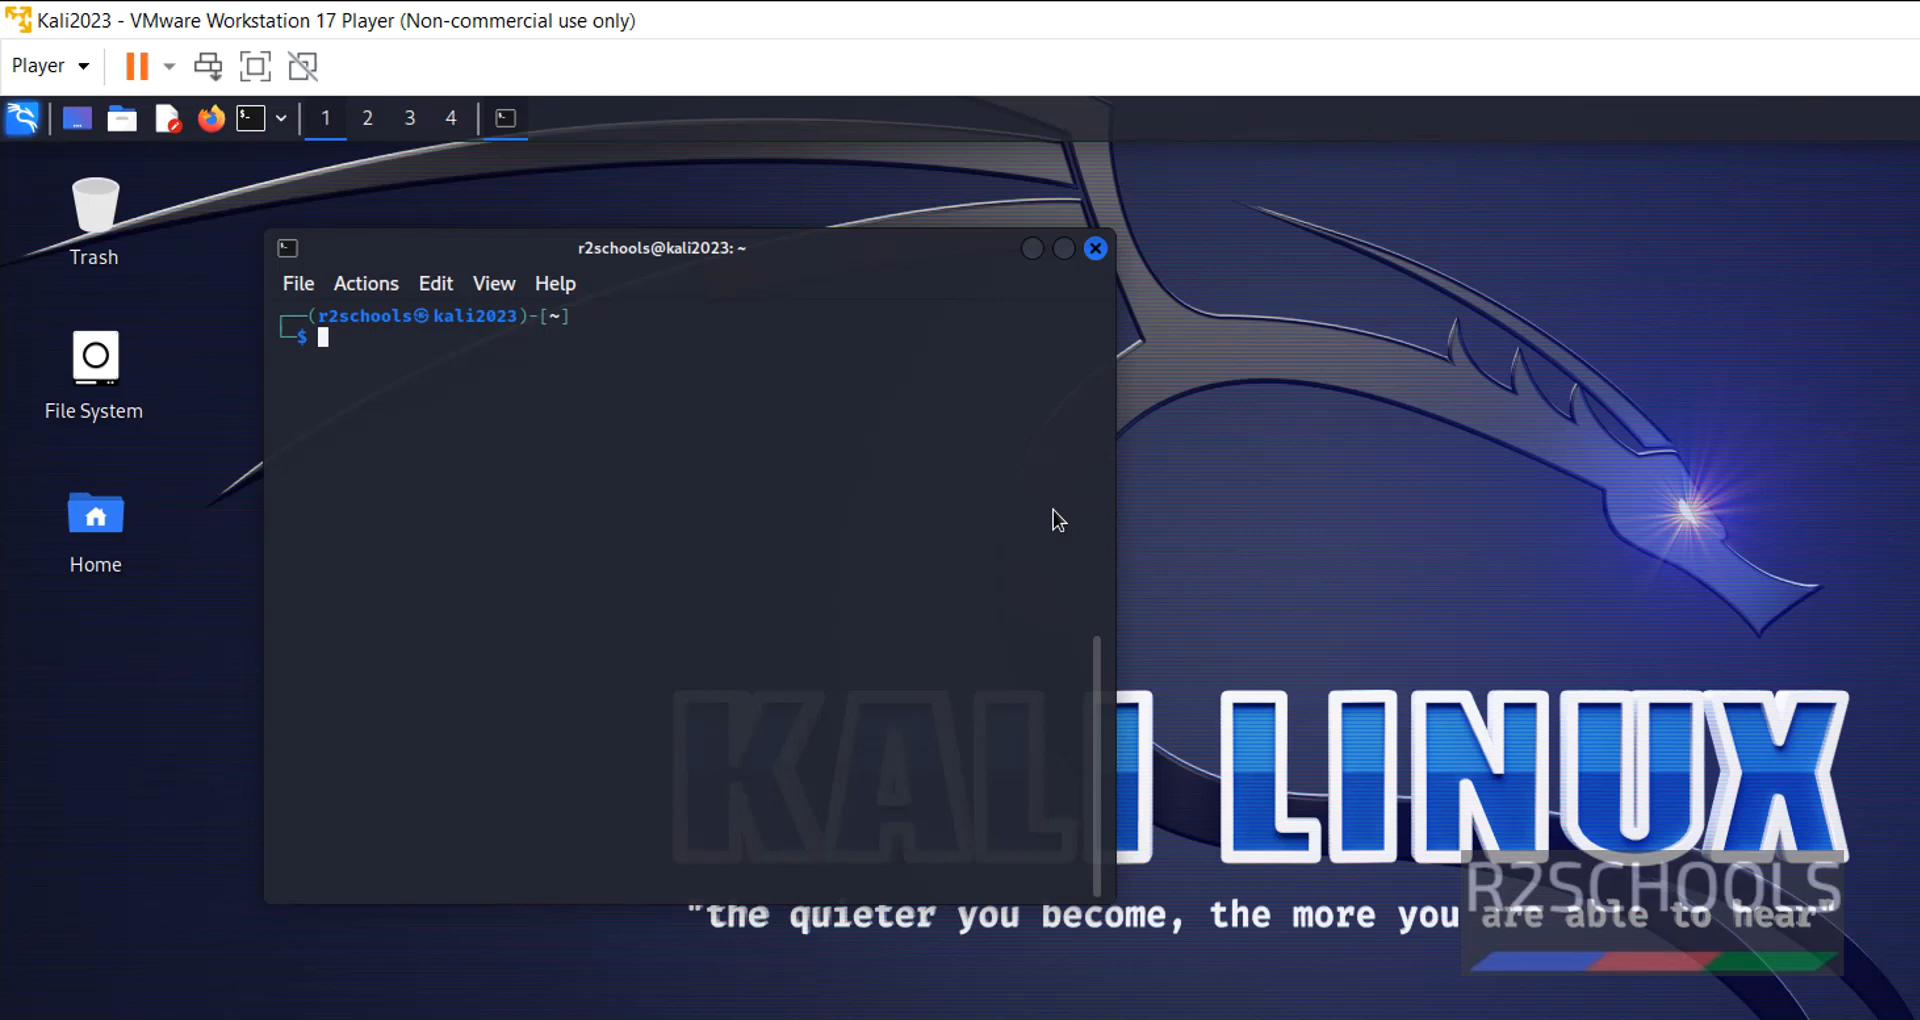 Kali2023 - VMware Workstation 17 Player (Non-commercial use only)
Player
1 2 3 4
Trash
File System
Home
r2schools@kali2023: ~
File Actions Edit View Help
(r2schools㉿kali2023)-[~]
$
KALI LINUX
"the quieter you become, the more you are able to hear"
R2SCHOOLS